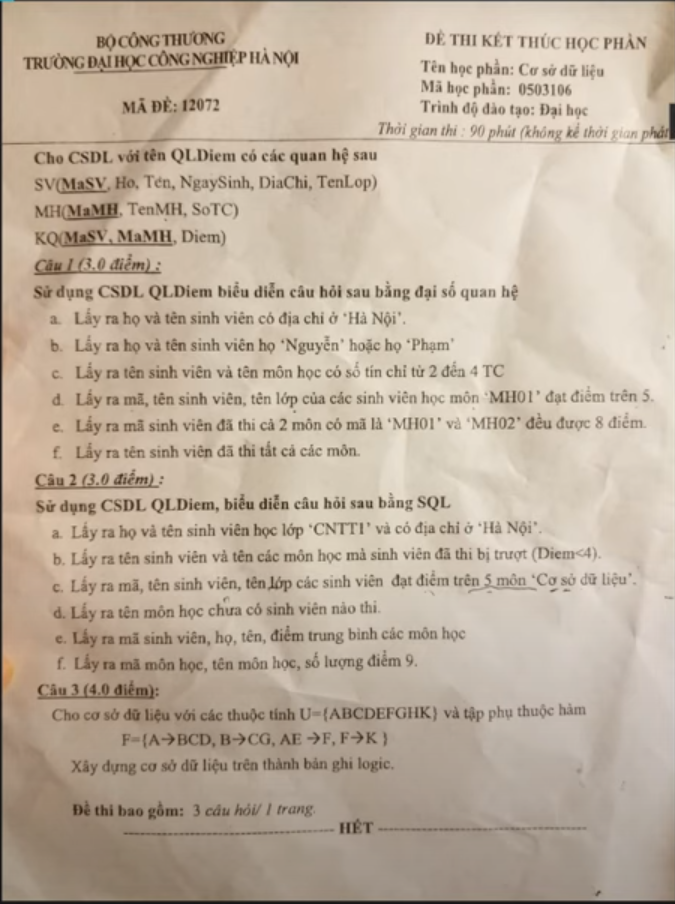 BỘ CÔNG THƯƠNG
TRƯỜNG ĐẠI HỌC CÔNG NGHIỆP HÀ NỘI
MÃ ĐỀ: 12072
ĐỀ THI KẾT THÚC HỌC PHẦN
Tên học phần: Cơ sở dữ liệu
Mã học phần: 0503106
Trình độ đào tạo: Đại học
Thời gian thi : 90 phút (không kể thời gian phát
Cho CSDL với tên QLDiem có các quan hệ sau
SV(MaSV, Ho, Ten, NgaySinh, DiaChi, TenLop)
MH(MaMH, TenMH, SoTC)
KQ(MaSV, MaMH, Diem)
Câu 1 (3.0 điểm) :
Sử dụng CSDL QLDiem biểu diễn câu hỏi sau bằng đại số quan hệ
a. Lấy ra họ và tên sinh viên có địa chỉ ở ‘Hà Nội’.
b. Lấy ra họ và tên sinh viên họ ‘Nguyễn’ hoặc họ ‘Phạm’
c. Lấy ra tên sinh viên và tên môn học có số tín chỉ từ 2 đến 4 TC
d. Lấy ra mã, tên sinh viên, tên lớp của các sinh viên học môn ‘MH01’ đạt điểm trên 5.
e. Lấy ra mã sinh viên đã thi cả 2 môn có mã là ‘MH01’ và ‘MH02’ đều được 8 điểm.
f. Lấy ra tên sinh viên đã thi tất cả các môn.
Câu 2 (3.0 điểm) :
Sử dụng CSDL QLDiem, biểu diễn câu hỏi sau bằng SQL
a. Lấy ra họ và tên sinh viên học lớp ‘CNTT1’ và có địa chỉ ở ‘Hà Nội’.
b. Lấy ra tên sinh viên và tên các môn học mà sinh viên đã thi bị trượt (Diem<4).
c. Lấy ra mã, tên sinh viên, tên lớp các sinh viên đạt điểm trên 5 môn ‘Cơ sở dữ liệu’.
d. Lấy ra tên môn học chưa có sinh viên nào thi.
e. Lấy ra mã sinh viên, họ, tên, điểm trung bình các môn học
f. Lấy ra mã môn học, tên môn học, số lượng điểm 9.
Câu 3 (4.0 điểm):
Cho cơ sở dữ liệu với các thuộc tính U={ABCDEFGHK} và tập phụ thuộc hàm
F={A→BCD, B→CG, AE →F, F→K }
Xây dựng cơ sở dữ liệu trên thành bản ghi logic.
Đề thi bao gồm: 3 câu hỏi/ 1 trang.
HẾT